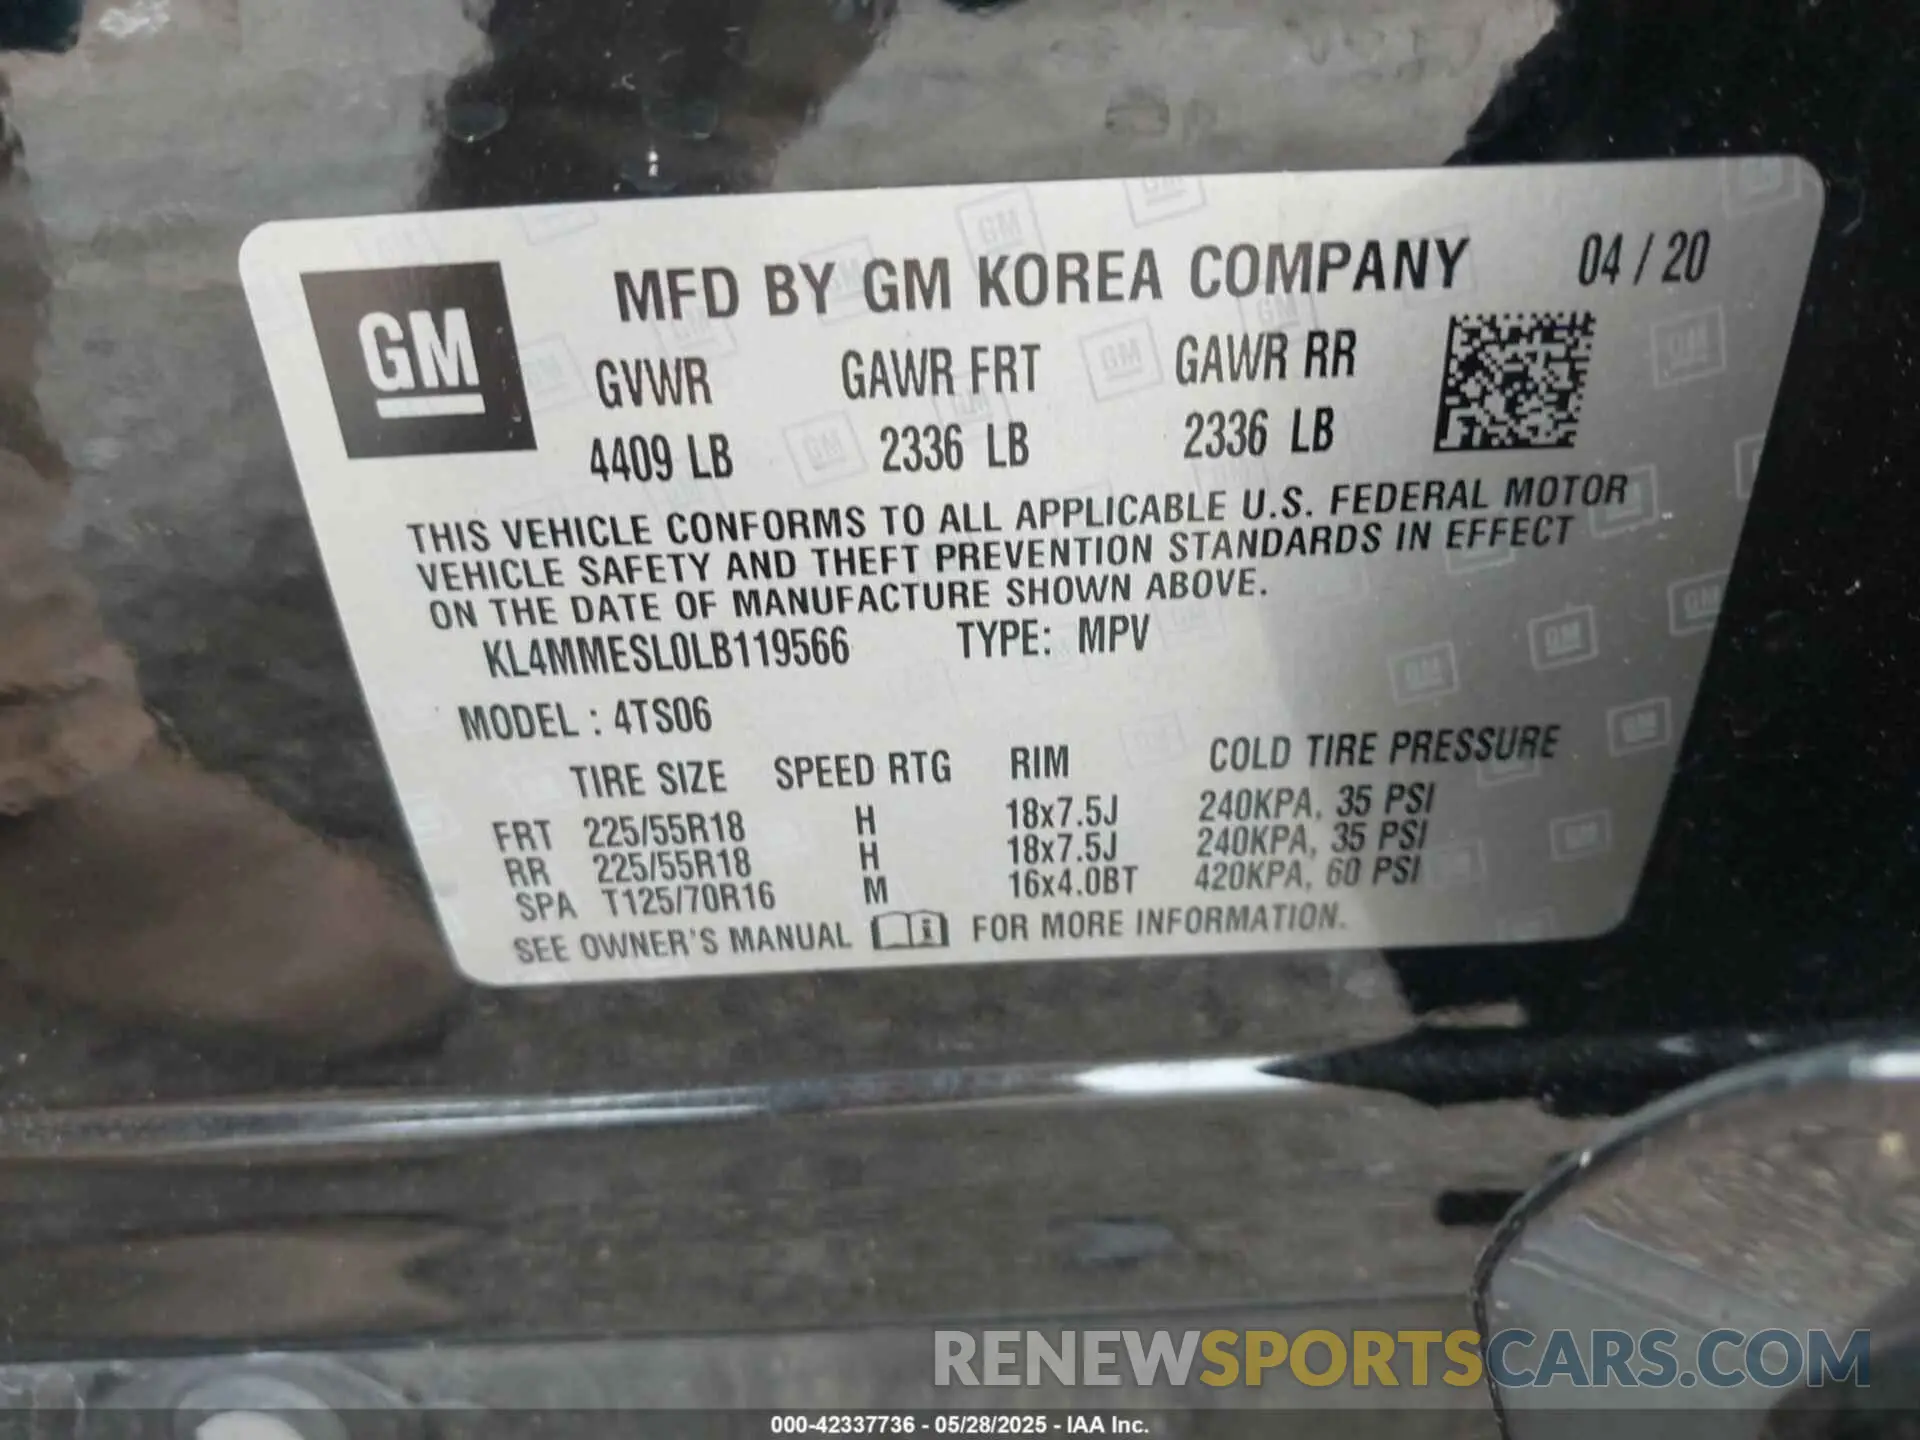 MFD BY GM KOREA COMPANY 04 / 20
GM
GVWR GAWR FRT GAWR RR
4409 LB 2336 LB 2336 LB
THIS VEHICLE CONFORMS TO ALL APPLICABLE U.S. FEDERAL MOTOR
VEHICLE SAFETY AND THEFT PREVENTION STANDARDS IN EFFECT
ON THE DATE OF MANUFACTURE SHOWN ABOVE.
KL4MMESL0LB119566 TYPE: MPV
MODEL : 4TS06
TIRE SIZE SPEED RTG RIM COLD TIRE PRESSURE
FRT 225/55R18 H 18x7.5J 240KPA, 35 PSI
RR 225/55R18 H 18x7.5J 240KPA, 35 PSI
SPA T125/70R16 M 16x4.0BT 420KPA, 60 PSI
SEE OWNER'S MANUAL i FOR MORE INFORMATION.
RENEWSPORTSCARS.COM
000-42337736 - 05/28/2025 - IAA Inc.